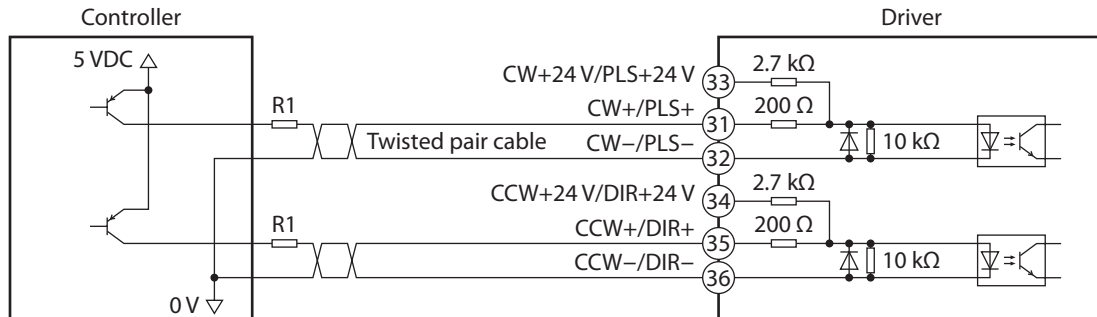 Controller
Driver
5 VDC
CW+24 V/PLS+24 V
33
2.7 kΩ
R1
CW+/PLS+
31
200 Ω
Twisted pair cable
CW−/PLS−
32
10 kΩ
CCW+24 V/DIR+24 V
34
2.7 kΩ
R1
CCW+/DIR+
35
200 Ω
CCW−/DIR−
36
10 kΩ
0 V